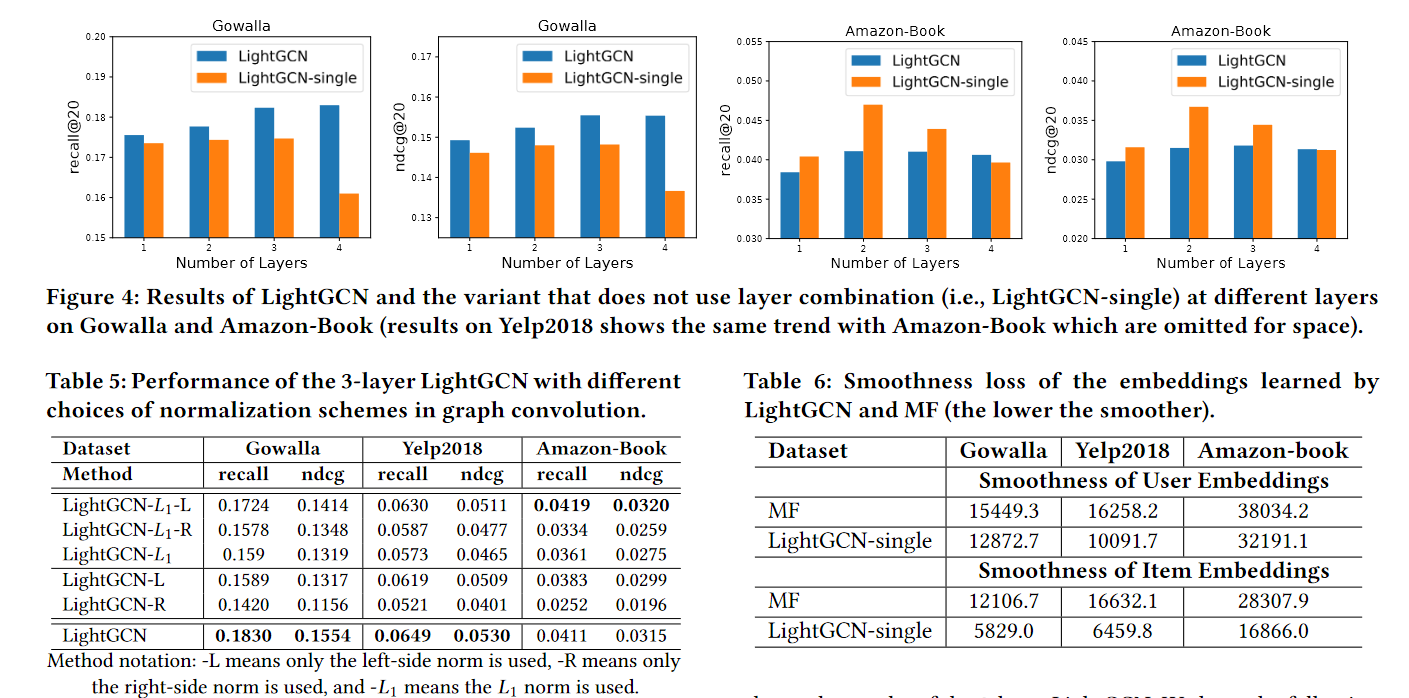 Gowalla
0.20
0.19
0.18
0.17
0.16
0.15
recall@20
LightGCN
LightGCN-single
1 2 3 4
Number of Layers
Gowalla
0.17
0.16
0.15
0.14
0.13
ndcg@20
LightGCN
LightGCN-single
1 2 3 4
Number of Layers
Amazon-Book
0.055
0.050
0.045
0.040
0.035
0.030
recall@20
LightGCN
LightGCN-single
1 2 3 4
Number of Layers
Amazon-Book
0.045
0.040
0.035
0.030
0.025
0.020
ndcg@20
LightGCN
LightGCN-single
1 2 3 4
Number of Layers
Figure 4: Results of LightGCN and the variant that does not use layer combination (i.e., LightGCN-single) at different layers
on Gowalla and Amazon-Book (results on Yelp2018 shows the same trend with Amazon-Book which are omitted for space).
Table 5: Performance of the 3-layer LightGCN with different
choices of normalization schemes in graph convolution.
Dataset Gowalla Yelp2018 Amazon-Book
Method recall ndcg recall ndcg recall ndcg
LightGCN-L1-L 0.1724 0.1414 0.0630 0.0511 0.0419 0.0320
LightGCN-L1-R 0.1578 0.1348 0.0587 0.0477 0.0334 0.0259
LightGCN-L1 0.159 0.1319 0.0573 0.0465 0.0361 0.0275
LightGCN-L 0.1589 0.1317 0.0619 0.0509 0.0383 0.0299
LightGCN-R 0.1420 0.1156 0.0521 0.0401 0.0252 0.0196
LightGCN 0.1830 0.1554 0.0649 0.0530 0.0411 0.0315
Method notation: -L means only the left-side norm is used, -R means only
the right-side norm is used, and -L1 means the L1 norm is used.
Table 6: Smoothness loss of the embeddings learned by
LightGCN and MF (the lower the smoother).
Dataset Gowalla Yelp2018 Amazon-book
Smoothness of User Embeddings
MF 15449.3 16258.2 38034.2
LightGCN-single 12872.7 10091.7 32191.1
Smoothness of Item Embeddings
MF 12106.7 16632.1 28307.9
LightGCN-single 5829.0 6459.8 16866.0